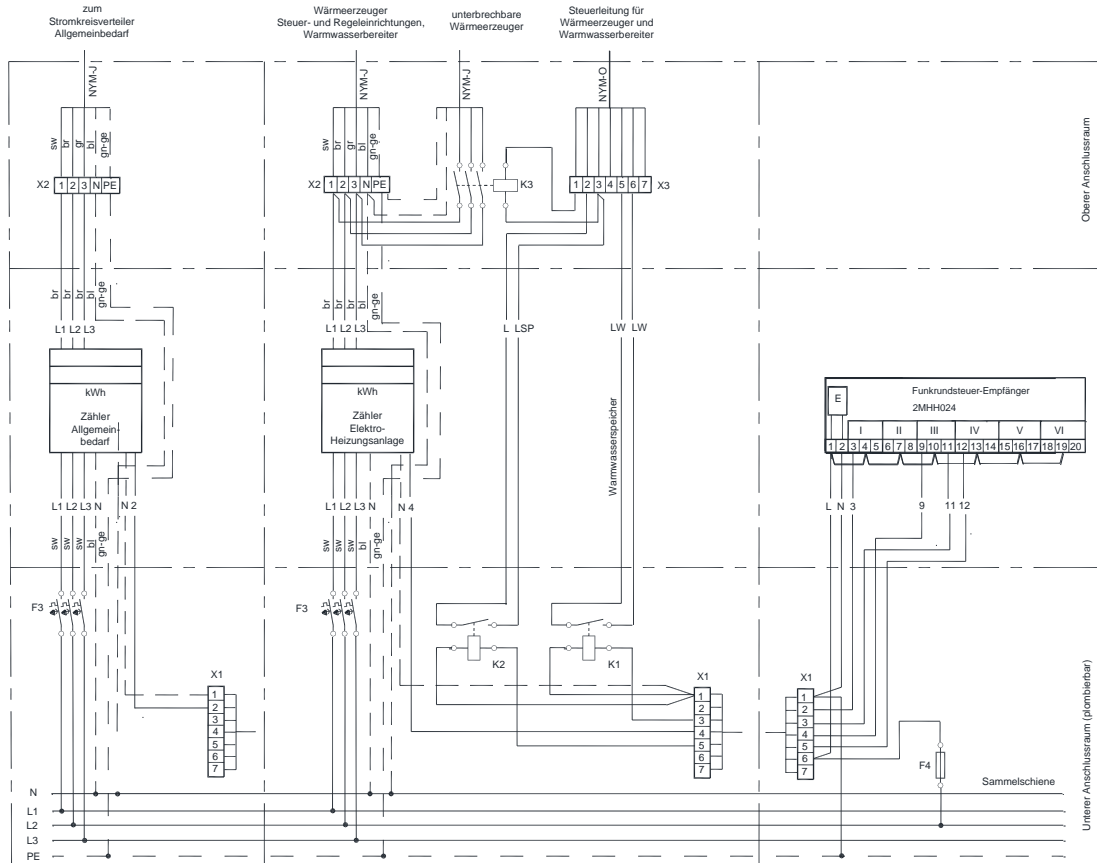 zum
Stromkreisverteiler
Allgemeinbedarf
Wärmeerzeuger
Steuer- und Regeleinrichtungen,
Warmwasserbereiter
unterbrechbare
Wärmeerzeuger
Steuerleitung für
Wärmeerzeuger und
Warmwasserbereiter
NYM-J
NYM-J
NYM-J
NYM-O
sw br gr bl gn-ge
sw br gr bl gn-ge
X2 1 2 3 N PE
X2 1 2 3 N PE
K3
1 2 3 4 5 6 7 X3
Oberer Anschlussraum
br br br bl gn-ge
br br br bl gn-ge
L1 L2 L3
L1 L2 L3
L LSP
LW LW
kWh
Zähler
Allgemein-
bedarf
kWh
Zähler
Elektro-
Heizungsanlage
Warmwasserspeicher
E
Funkrundsteuer-Empfänger
2MHH024
I II III IV V VI
1 2 3 4 5 6 7 8 9 10 11 12 13 14 15 16 17 18 19 20
L1 L2 L3 N N 2
L1 L2 L3 N N 4
L N 3 9 11 12
sw sw sw bl gn-ge
sw sw sw bl gn-ge
F3
F3
K2
K1
X1
1
2
3
4
5
6
7
X1
1
2
3
4
5
6
7
X1
1
2
3
4
5
6
7
F4
Sammelschiene
Unterer Anschlussraum (plombierbar)
N
L1
L2
L3
PE